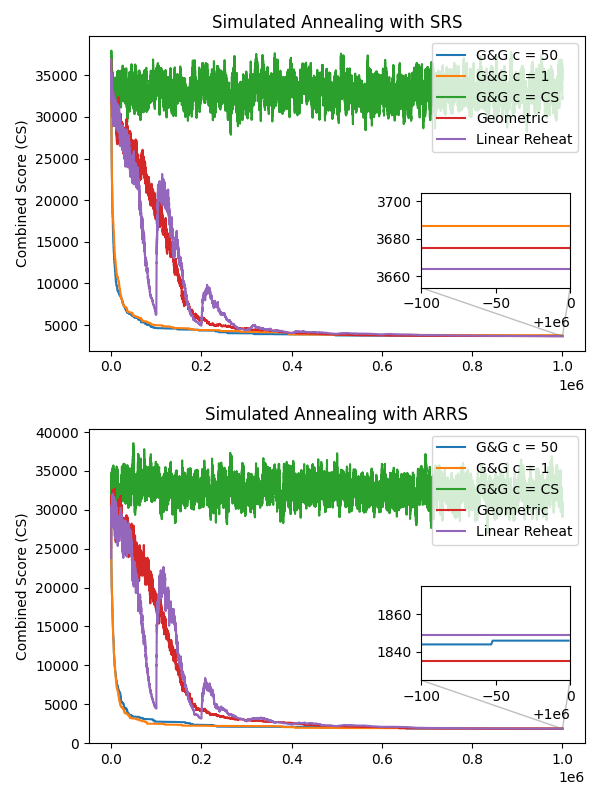 Simulated Annealing with SRS
Combined Score (CS)
35000
30000
25000
20000
15000
10000
5000
G&G c = 50
G&G c = 1
G&G c = CS
Geometric
Linear Reheat
3700
3680
3660
−100
−50
0
+1e6
0.0
0.2
0.4
0.6
0.8
1.0
1e6
Simulated Annealing with ARRS
Combined Score (CS)
40000
35000
30000
25000
20000
15000
10000
5000
0
G&G c = 50
G&G c = 1
G&G c = CS
Geometric
Linear Reheat
1860
1840
−100
−50
0
+1e6
0.0
0.2
0.4
0.6
0.8
1.0
1e6